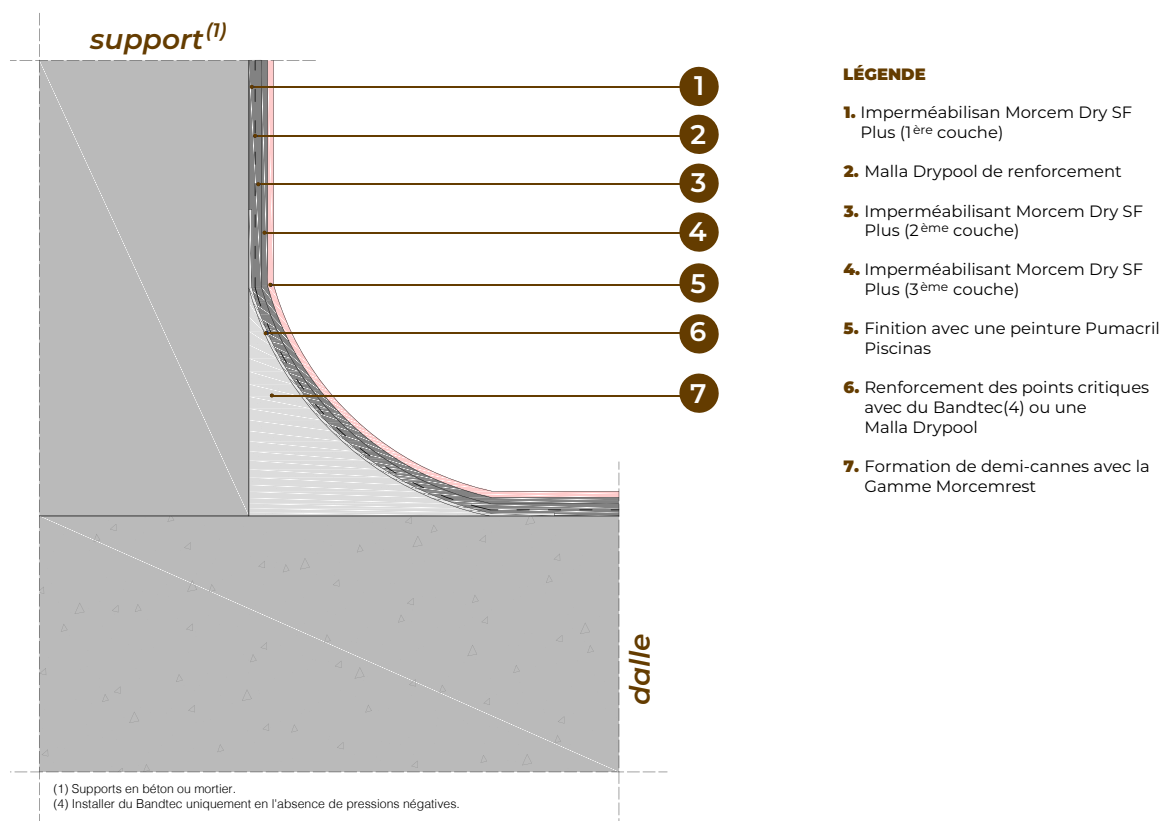 support(1)
1
2
3
4
5
6
7
dalle
(1) Supports en béton ou mortier.
(4) Installer du Bandtec uniquement en l'absence de pressions négatives.
LÉGENDE
1. Imperméabilisan Morcem Dry SF
Plus (1ère couche)
2. Malla Drypool de renforcement
3. Imperméabilisant Morcem Dry SF
Plus (2ème couche)
4. Imperméabilisant Morcem Dry SF
Plus (3ème couche)
5. Finition avec une peinture Pumacril
Piscinas
6. Renforcement des points critiques
avec du Bandtec(4) ou une
Malla Drypool
7. Formation de demi-cannes avec la
Gamme Morcemrest